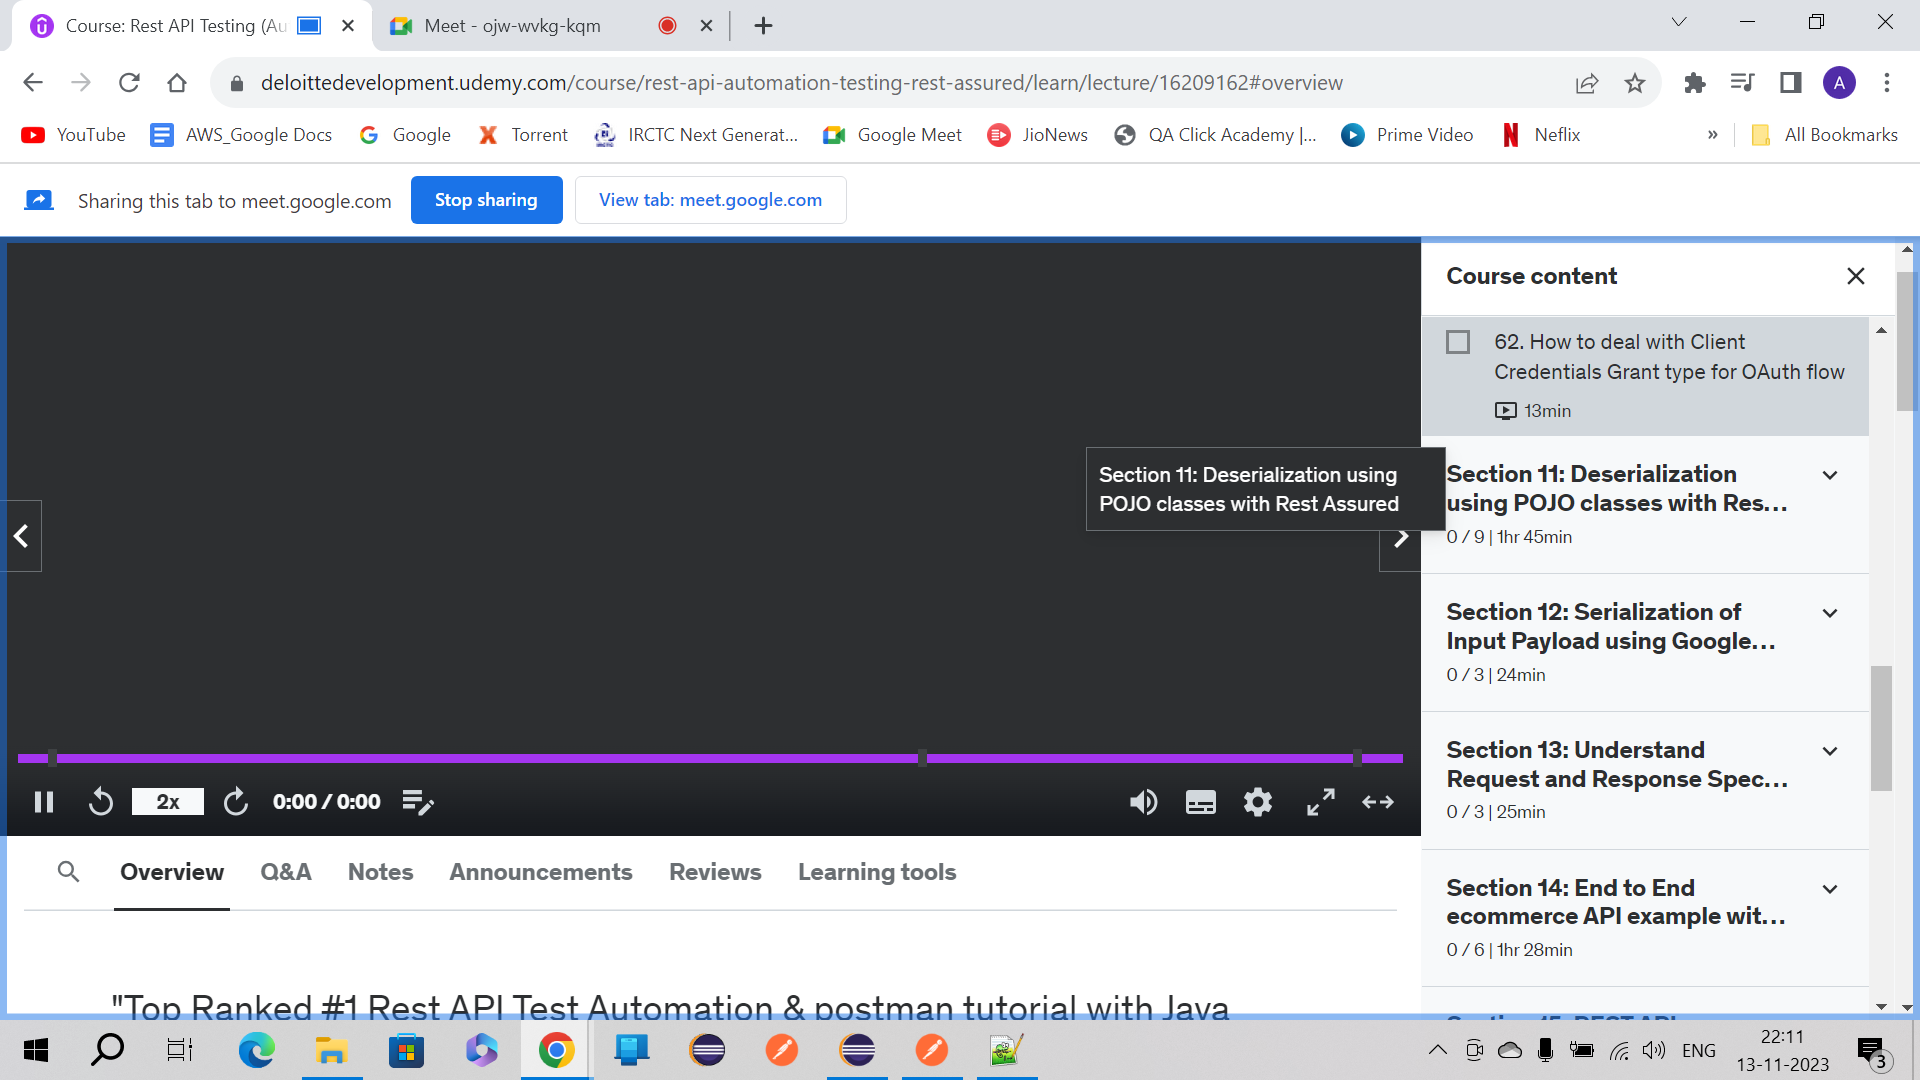 Course: Rest API Testing (Au
Meet - ojw-wvkg-kqm
deloittedevelopment.udemy.com/course/rest-api-automation-testing-rest-assured/learn/lecture/16209162#overview
A
YouTube
AWS_Google Docs
Google
Torrent
IRCTC Next Generat...
Google Meet
JioNews
QA Click Academy |...
Prime Video
Neflix
»
All Bookmarks
Sharing this tab to meet.google.com
Stop sharing
View tab: meet.google.com
Course content
62. How to deal with Client
Credentials Grant type for OAuth flow
13min
Section 11: Deserialization using
POJO classes with Rest Assured
Section 11: Deserialization
using POJO classes with Res...
0 / 9 | 1hr 45min
Section 12: Serialization of
Input Payload using Google...
0 / 3 | 24min
Section 13: Understand
Request and Response Spec...
0 / 3 | 25min
Section 14: End to End
ecommerce API example wit...
0 / 6 | 1hr 28min
Section 15: REST API
2x
0:00 / 0:00
Overview
Q&A
Notes
Announcements
Reviews
Learning tools
"Top Ranked #1 Rest API Test Automation & postman tutorial with Java
ENG
22:11
13-11-2023
3